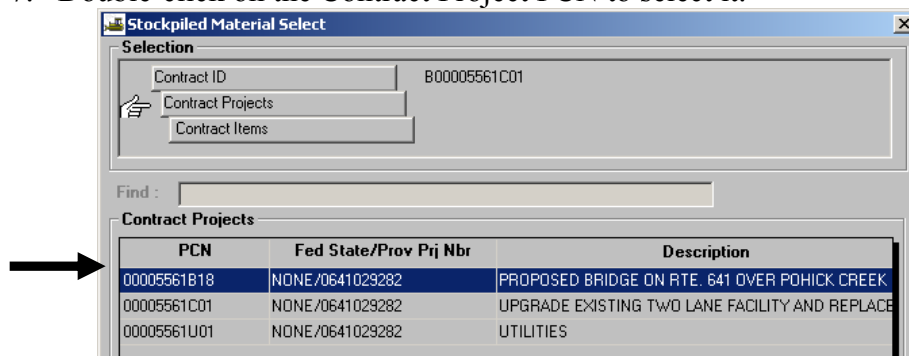 7. Double-click on the Contract Project PCN to select it.
Stockpiled Material Select
Selection
Contract ID B00005561C01
Contract Projects
Contract Items
Find :
Contract Projects
PCN Fed State/Prov Prj Nbr Description
00005561B18 NONE/0641029282 PROPOSED BRIDGE ON RTE. 641 OVER POHICK CREEK
00005561C01 NONE/0641029282 UPGRADE EXISTING TWO LANE FACILITY AND REPLACE
00005561U01 NONE/0641029282 UTILITIES